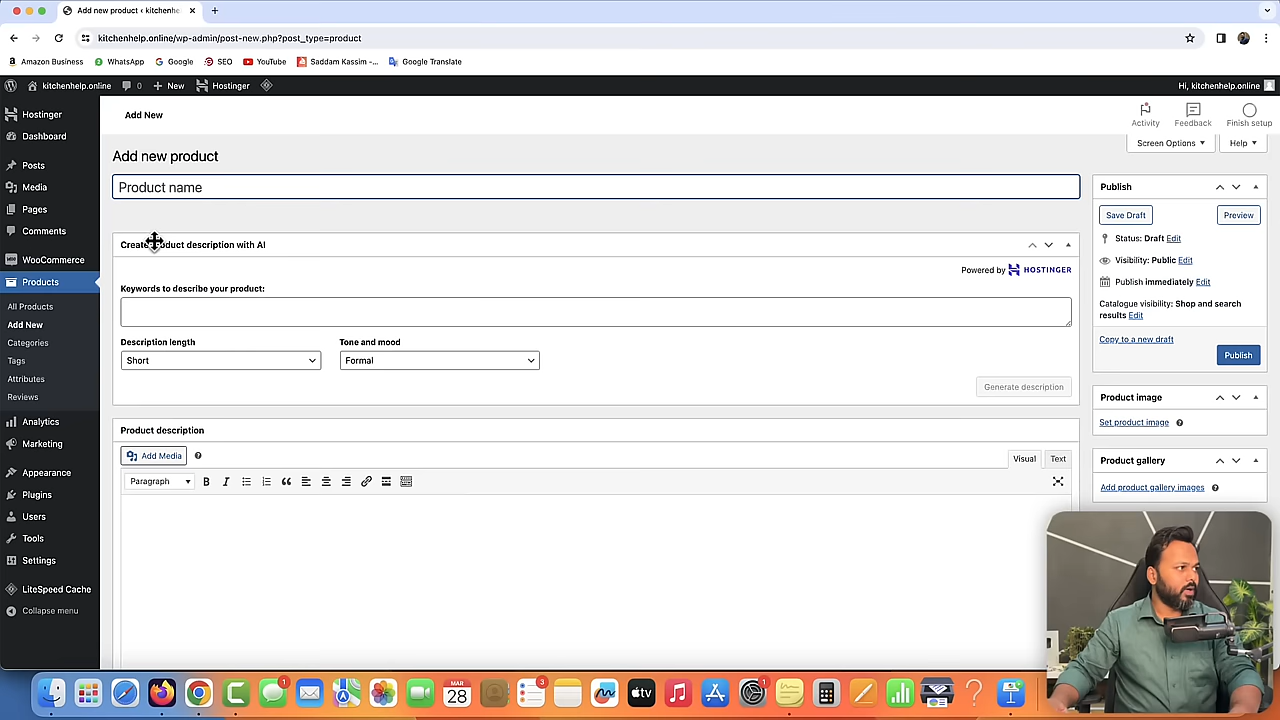 Add new product ‹ kitchenhe
kitchenhelp.online/wp-admin/post-new.php?post_type=product
Amazon Business
WhatsApp
Google
SEO
YouTube
Saddam Kassim -...
Google Translate
kitchenhelp.online
0
+ New
Hostinger
Hi, kitchenhelp.online
Hostinger
Dashboard
Posts
Media
Pages
Comments
WooCommerce
Products
All Products
Add New
Categories
Tags
Attributes
Reviews
Analytics
Marketing
Appearance
Plugins
Users
Tools
Settings
LiteSpeed Cache
Collapse menu
Add New
Activity
Feedback
Finish setup
Screen Options
Help
Add new product
Product name
Create product description with AI
Powered by HOSTINGER
Keywords to describe your product:
Description length
Tone and mood
Short
Formal
Generate description
Product description
Add Media
Visual
Text
Paragraph
B I
Publish
Save Draft
Preview
Status: Draft Edit
Visibility: Public Edit
Publish immediately Edit
Catalogue visibility: Shop and search
results Edit
Copy to a new draft
Publish
Product image
Set product image
Product gallery
Add product gallery images
1
MAR
28
3
tv
1